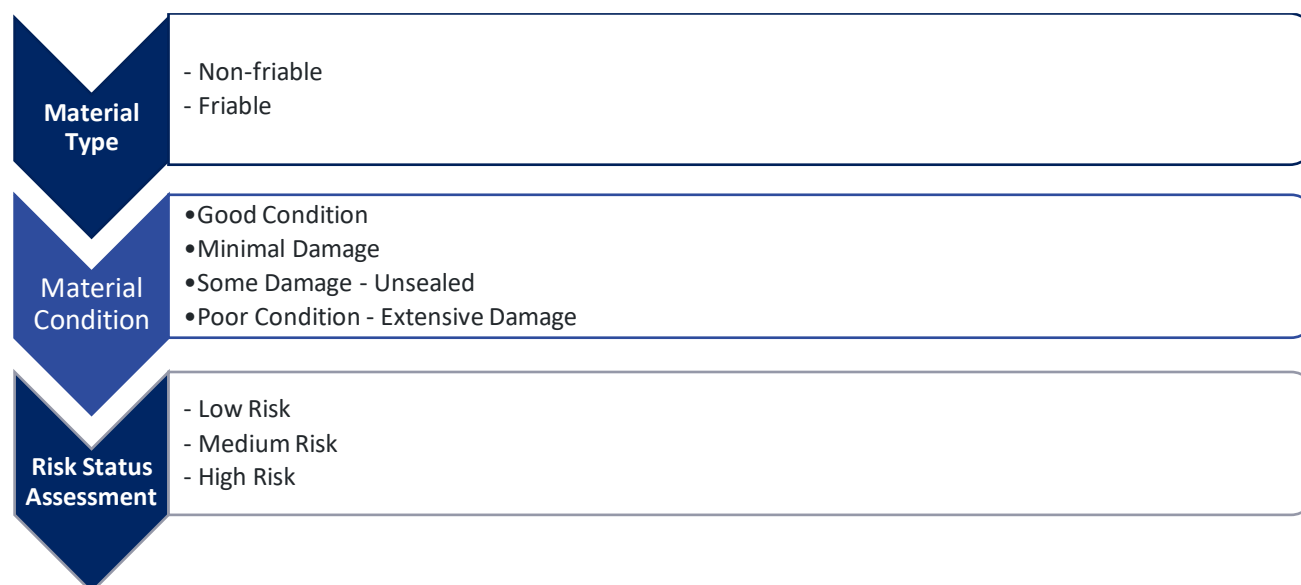 Material
Type
- Non-friable
- Friable
Material
Condition
•Good Condition
•Minimal Damage
•Some Damage - Unsealed
•Poor Condition - Extensive Damage
Risk Status
Assessment
- Low Risk
- Medium Risk
- High Risk